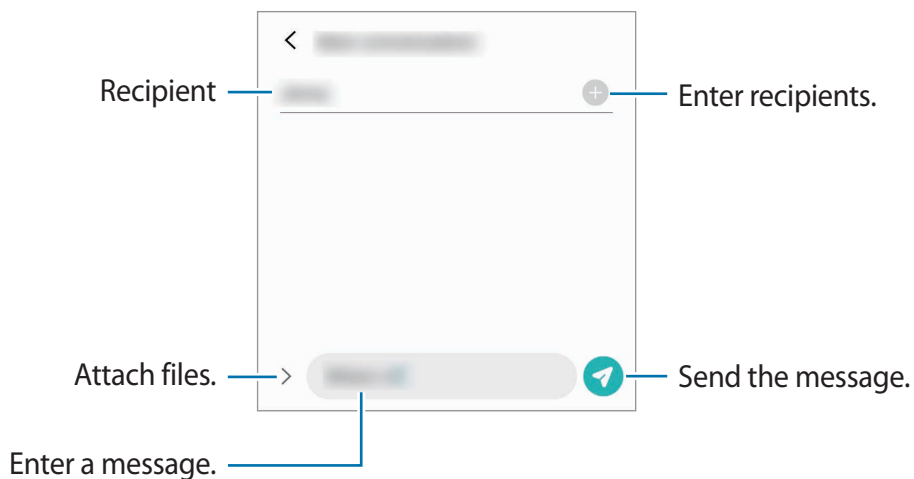 Recipient
Enter recipients.
Attach files.
Send the message.
Enter a message.